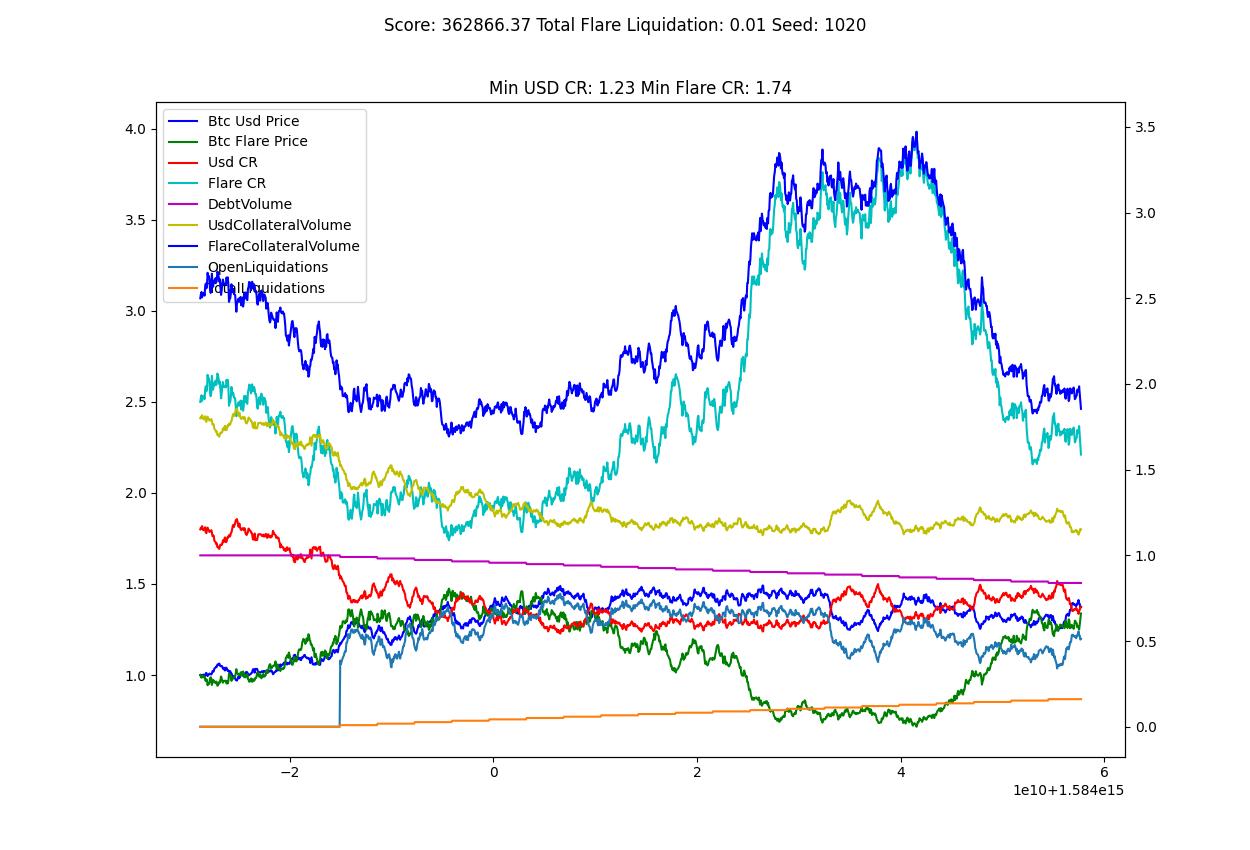 Score: 362866.37 Total Flare Liquidation: 0.01 Seed: 1020
Min USD CR: 1.23 Min Flare CR: 1.74
Btc Usd Price
Btc Flare Price
Usd CR
Flare CR
DebtVolume
UsdCollateralVolume
FlareCollateralVolume
OpenLiquidations
TotalLiquidations
4.0
3.5
3.0
2.5
2.0
1.5
1.0
3.5
3.0
2.5
2.0
1.5
1.0
0.5
0.0
−2
0
2
4
6
1e10+1.584e15